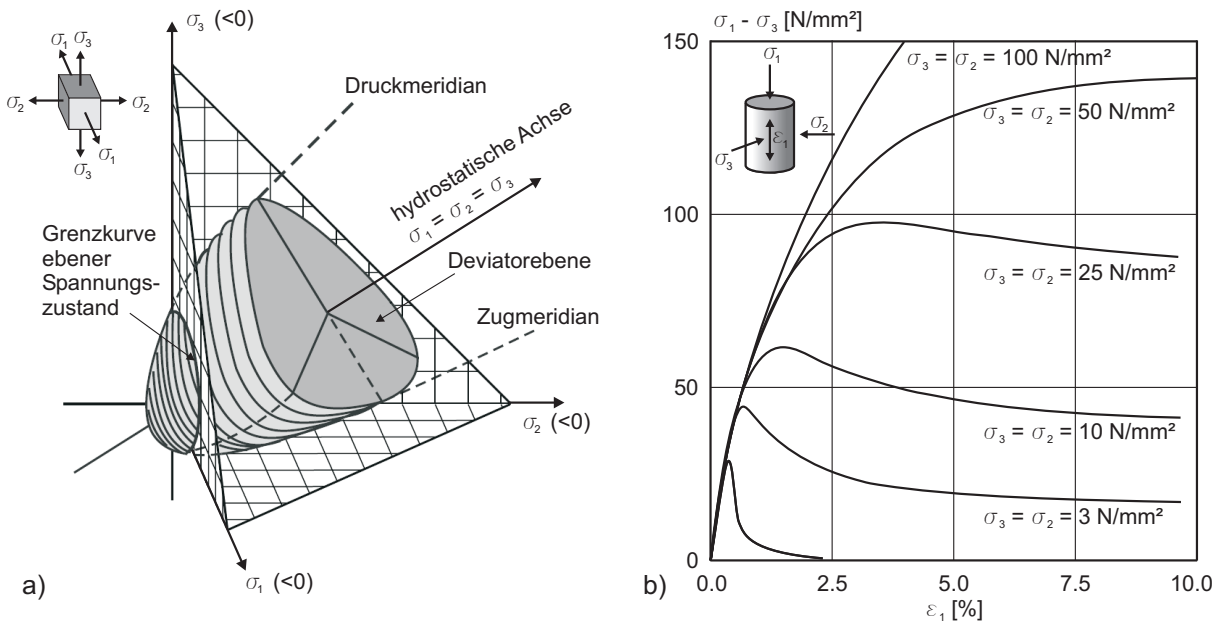 σ₃ (<0)
σ₁
σ₃
σ₂
σ₂
σ₃
σ₁
Druckmeridian
hydrostatische Achse
σ₁ = σ₂ = σ₃
Grenzkurve
ebener
Spannungs-
zustand
Deviatorebene
Zugmeridian
σ₂ (<0)
σ₁ (<0)
a)
σ₁ - σ₃ [N/mm²]
150
100
50
0
σ₃ = σ₂ = 100 N/mm²
σ₁
σ₂
ε₁
σ₃
σ₃ = σ₂ = 50 N/mm²
σ₃ = σ₂ = 25 N/mm²
σ₃ = σ₂ = 10 N/mm²
σ₃ = σ₂ = 3 N/mm²
0.0 2.5 5.0 7.5 10.0
ε₁ [%]
b)